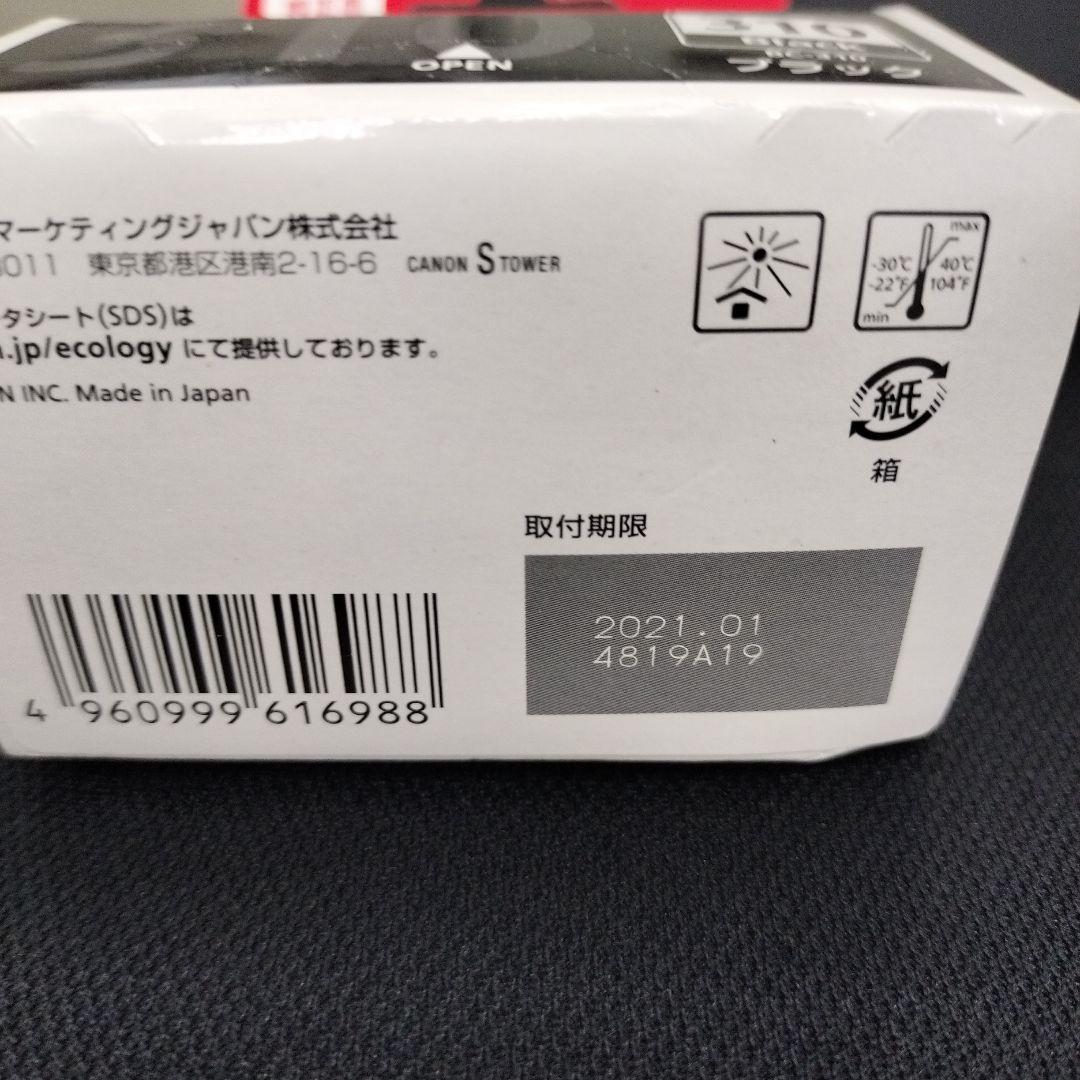 310
OPEN
Black
ブラック
マーケティングジャパン株式会社
011 東京都港区港南2-16-6 CANON S TOWER
タシート(SDS)は
.jp/ecology にて提供しております。
N INC. Made in Japan
max
-30℃ 40℃
-22°F 104°F
min
紙
箱
取付期限
2021.01
4819A19
4 960999 616988